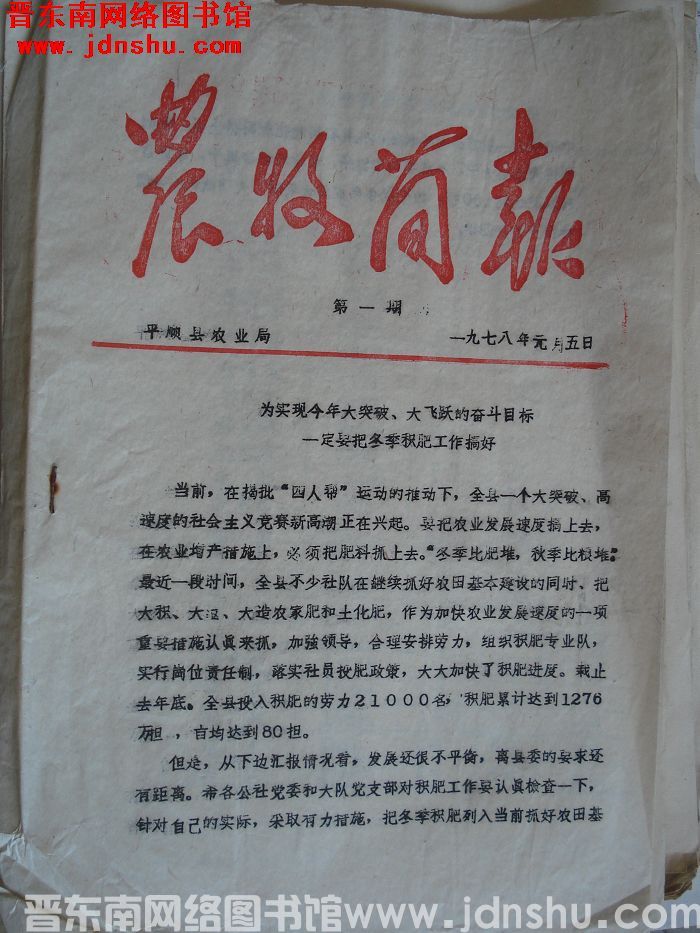 晋东南网络图书馆
www.jdnshu.com
農牧简報
第一期
平顺县农业局 一九七八年元月五日
为实现今年大突破、大飞跃的奋斗目标
一定要把冬季积肥工作搞好
当前，在揭批“四人帮”运动的推动下，全县一个大突破、高
速度的社会主义竞赛新高潮正在兴起。要把农业发展速度搞上去，
在农业增产措施上，必须把肥料抓上去。“冬季比肥堆，秋季比粮堆”。
最近一段时间，全县不少社队在继续抓好农田基本建设的同时、把
大积、大沤、大造农家肥和土化肥，作为加快农业发展速度的一项
重要措施认真来抓，加强领导，合理安排劳力，组织积肥专业队，
实行岗位责任制，落实社员投肥政策，大大加快了积肥进度。截止
去年底。全县投入积肥的劳力21000名，积肥累计达到1276
万担，亩均达到80担。
但是，从下边汇报情况看，发展还很不平衡，离县委的要求还
有距离。希各公社党委和大队党支部对积肥工作要认真检查一下，
针对自己的实际，采取有力措施，把冬季积肥列入当前抓好农田基
晋东南网络图书馆www.jdnshu.com